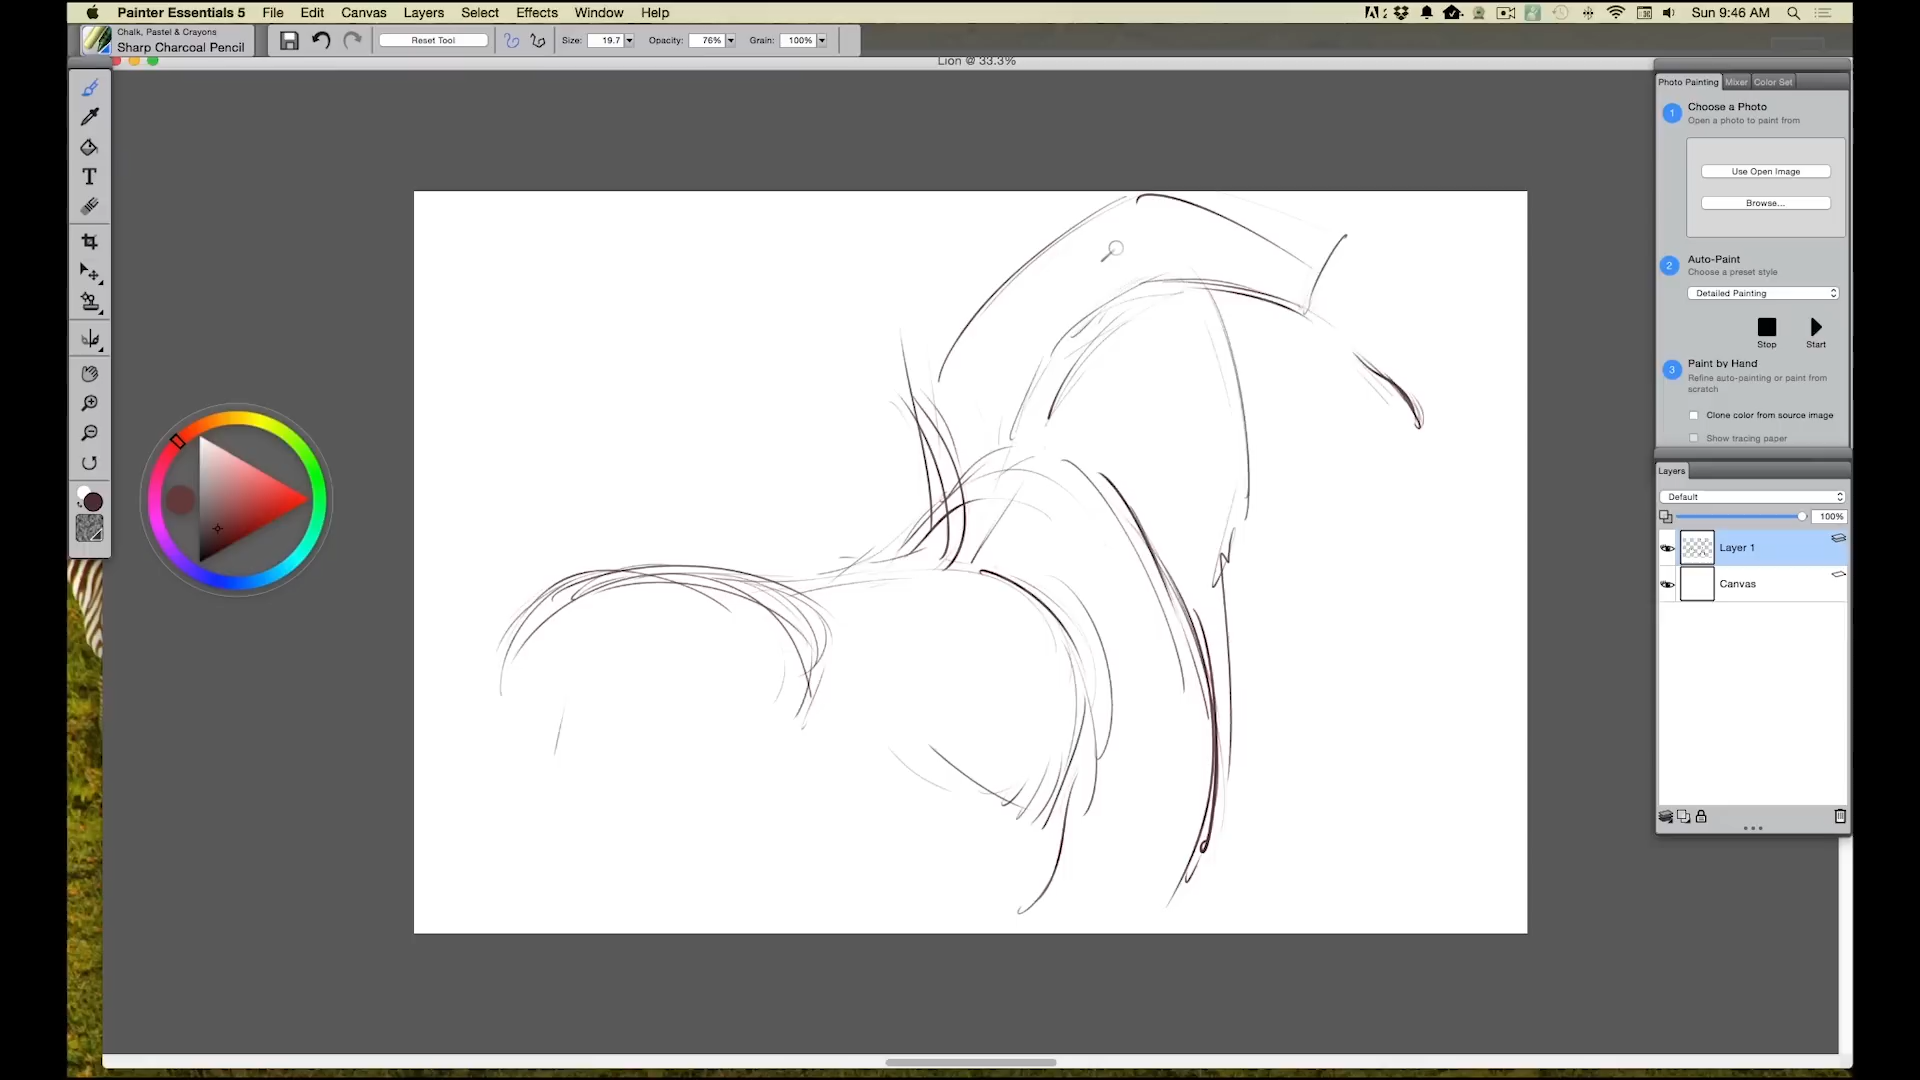 Painter Essentials 5 File Edit Canvas Layers Select Effects Window Help Sun 9:46 AM
Chalk, Pastel & Crayons
Sharp Charcoal Pencil
Reset Tool Size: 19.7 Opacity: 76% Grain: 100%
Lion @ 33.3%
Photo Painting Mixer Color Set
1 Choose a Photo
Open a photo to paint from
Use Open Image
Browse...
2 Auto-Paint
Choose a preset style
Detailed Painting
Stop Start
3 Paint by Hand
Refine auto-painting or paint from
scratch
Clone color from source image
Show tracing paper
Layers
Default
100%
Layer 1
Canvas
T